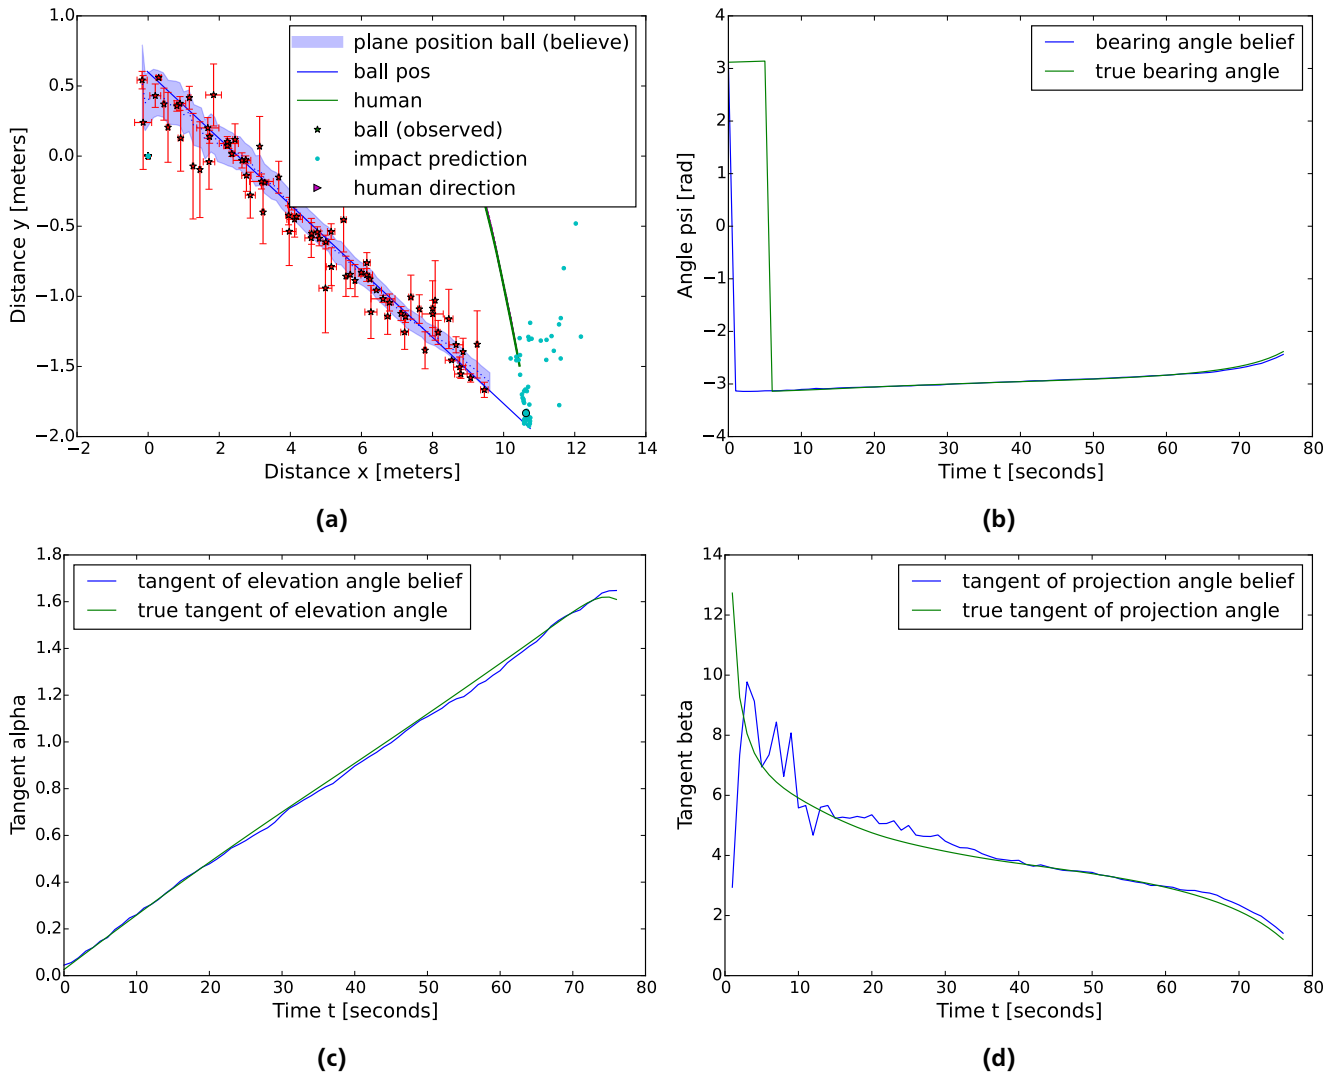 1.0
0.5
0.0
−0.5
−1.0
−1.5
−2.0
Distance y [meters]
plane position ball (believe)
ball pos
human
ball (observed)
impact prediction
human direction
−2 0 2 4 6 8 10 12 14
Distance x [meters]
(a)
4
3
2
1
0
−1
−2
−3
−4
Angle psi [rad]
bearing angle belief
true bearing angle
0 10 20 30 40 50 60 70 80
Time t [seconds]
(b)
1.8
1.6
1.4
1.2
1.0
0.8
0.6
0.4
0.2
0.0
Tangent alpha
tangent of elevation angle belief
true tangent of elevation angle
0 10 20 30 40 50 60 70 80
Time t [seconds]
(c)
14
12
10
8
6
4
2
0
Tangent beta
tangent of projection angle belief
true tangent of projection angle
0 10 20 30 40 50 60 70 80
Time t [seconds]
(d)